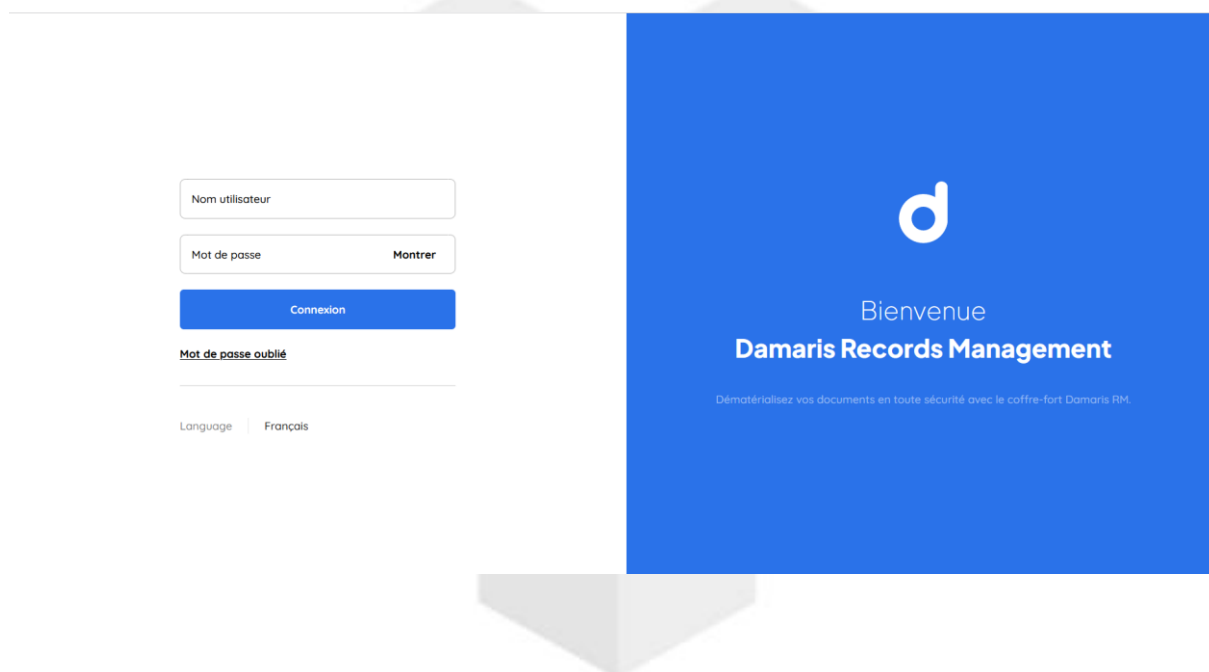 Nom utilisateur
Mot de passe
Montrer
Connexion
Mot de passe oublié
Language
Français
Bienvenue
Damaris Records Management
Dématérialisez vos documents en toute sécurité avec le coffre-fort Damaris RM.